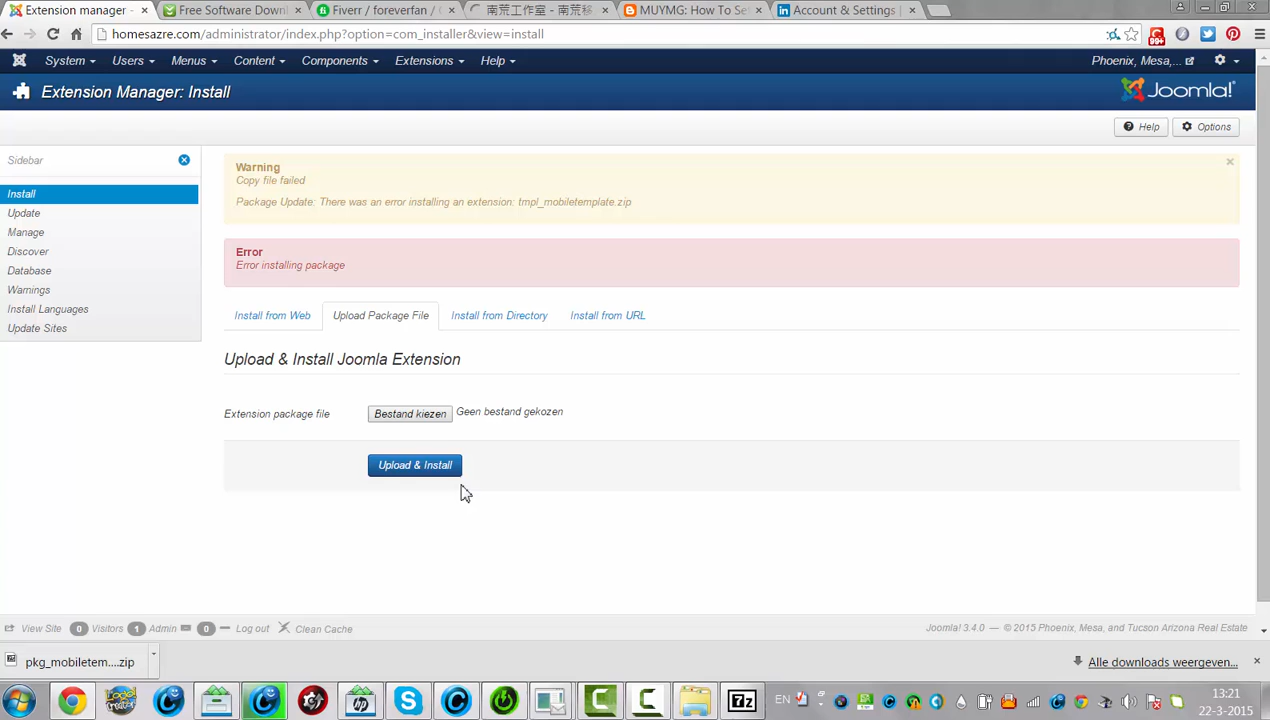 Extension manager -
Free Software Downl
Fiverr / foreverfan / C
南荒工作室 - 南荒移
MUYMG: How To Sel
Account & Settings |
homesazre.com/administrator/index.php?option=com_installer&view=install
99+
System Users Menus Content Components Extensions Help
Phoenix, Mesa,...
Extension Manager: Install
Joomla!
Help Options
Sidebar
Install
Update
Manage
Discover
Database
Warnings
Install Languages
Update Sites
Warning
Copy file failed
Package Update: There was an error installing an extension: tmpl_mobiletemplate.zip
Error
Error installing package
Install from Web Upload Package File Install from Directory Install from URL
Upload & Install Joomla Extension
Extension package file Bestand kiezen Geen bestand gekozen
Upload & Install
View Site 0 Visitors 1 Admin 0 Log out Clean Cache
Joomla! 3.4.0 — © 2015 Phoenix, Mesa, and Tucson Arizona Real Estate
pkg_mobiletem....zip
Alle downloads weergeven...
EN
13:21
22-3-2015